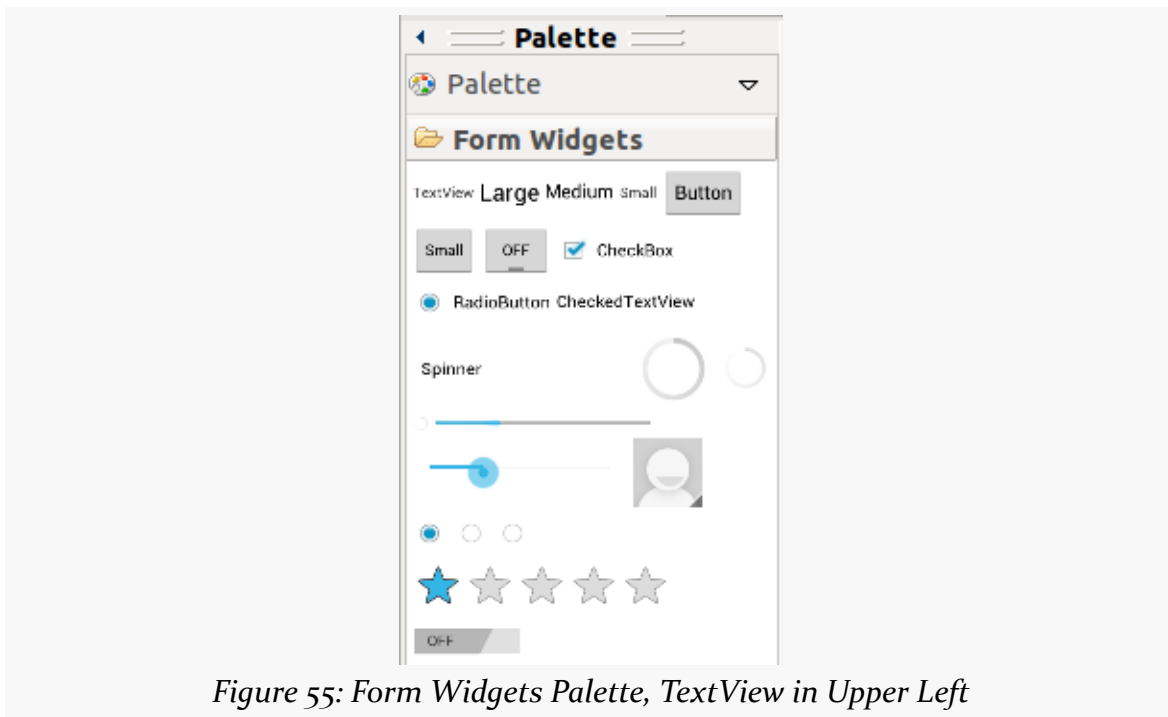 Palette
Palette
Form Widgets
TextView Large Medium Small Button
Small OFF CheckBox
RadioButton CheckedTextView
Spinner
OFF
Figure 55: Form Widgets Palette, TextView in Upper Left